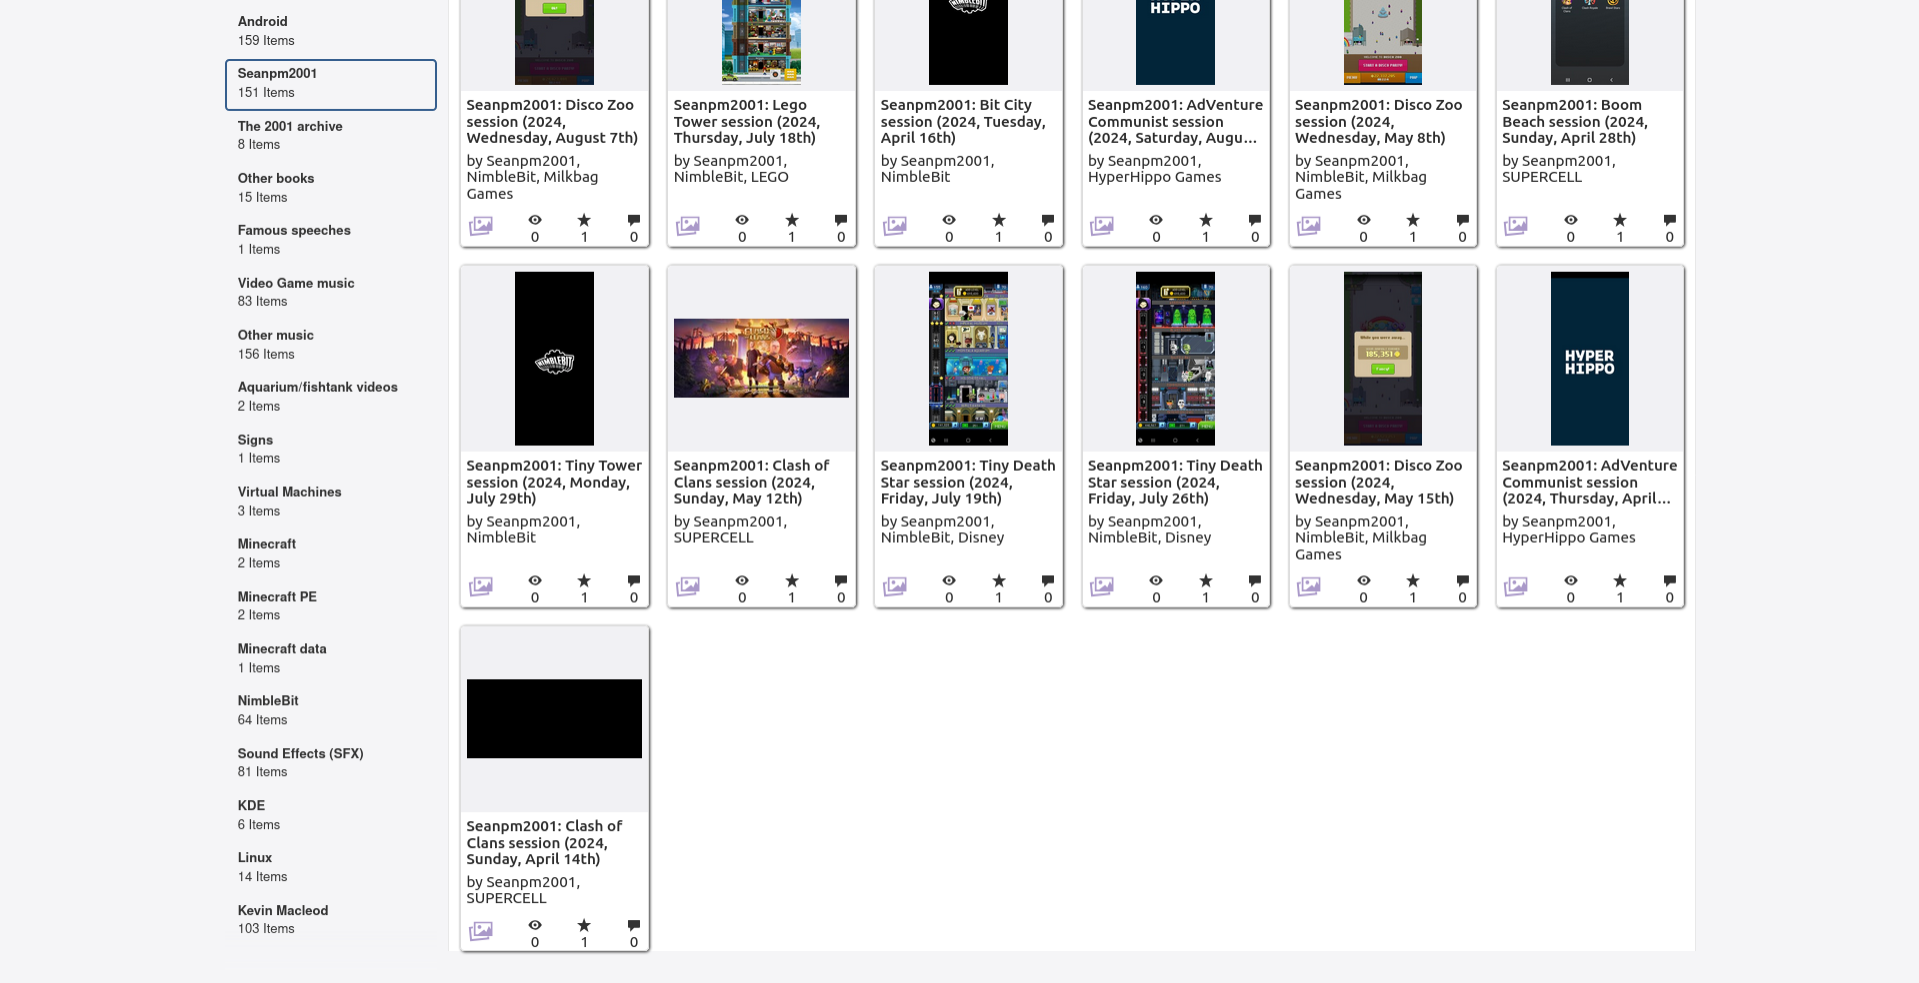 Android
159 Items
Seanpm2001
151 Items
The 2001 archive
8 Items
Other books
15 Items
Famous speeches
1 Items
Video Game music
83 Items
Other music
156 Items
Aquarium/fishtank videos
2 Items
Signs
1 Items
Virtual Machines
3 Items
Minecraft
2 Items
Minecraft PE
2 Items
Minecraft data
1 Items
NimbleBit
64 Items
Sound Effects (SFX)
81 Items
KDE
6 Items
Linux
14 Items
Kevin Macleod
103 Items
HIPPO
Seanpm2001: Disco Zoo
session (2024,
Wednesday, August 7th)
by Seanpm2001,
NimbleBit, Milkbag
Games
0 1 0
Seanpm2001: Lego
Tower session (2024,
Thursday, July 18th)
by Seanpm2001,
NimbleBit, LEGO
0 1 0
Seanpm2001: Bit City
session (2024, Tuesday,
April 16th)
by Seanpm2001,
NimbleBit
0 1 0
Seanpm2001: AdVenture
Communist session
(2024, Saturday, Augu...
by Seanpm2001,
HyperHippo Games
0 1 0
Seanpm2001: Disco Zoo
session (2024,
Wednesday, May 8th)
by Seanpm2001,
NimbleBit, Milkbag
Games
0 1 0
Seanpm2001: Boom
Beach session (2024,
Sunday, April 28th)
by Seanpm2001,
SUPERCELL
0 1 0
NIMBLEBIT
Seanpm2001: Tiny Tower
session (2024, Monday,
July 29th)
by Seanpm2001,
NimbleBit
0 1 0
Seanpm2001: Clash of
Clans session (2024,
Sunday, May 12th)
by Seanpm2001,
SUPERCELL
0 1 0
Seanpm2001: Tiny Death
Star session (2024,
Friday, July 19th)
by Seanpm2001,
NimbleBit, Disney
0 1 0
Seanpm2001: Tiny Death
Star session (2024,
Friday, July 26th)
by Seanpm2001,
NimbleBit, Disney
0 1 0
185,351
Seanpm2001: Disco Zoo
session (2024,
Wednesday, May 15th)
by Seanpm2001,
NimbleBit, Milkbag
Games
0 1 0
HYPER
HIPPO
Seanpm2001: AdVenture
Communist session
(2024, Thursday, April...
by Seanpm2001,
HyperHippo Games
0 1 0
Seanpm2001: Clash of
Clans session (2024,
Sunday, April 14th)
by Seanpm2001,
SUPERCELL
0 1 0